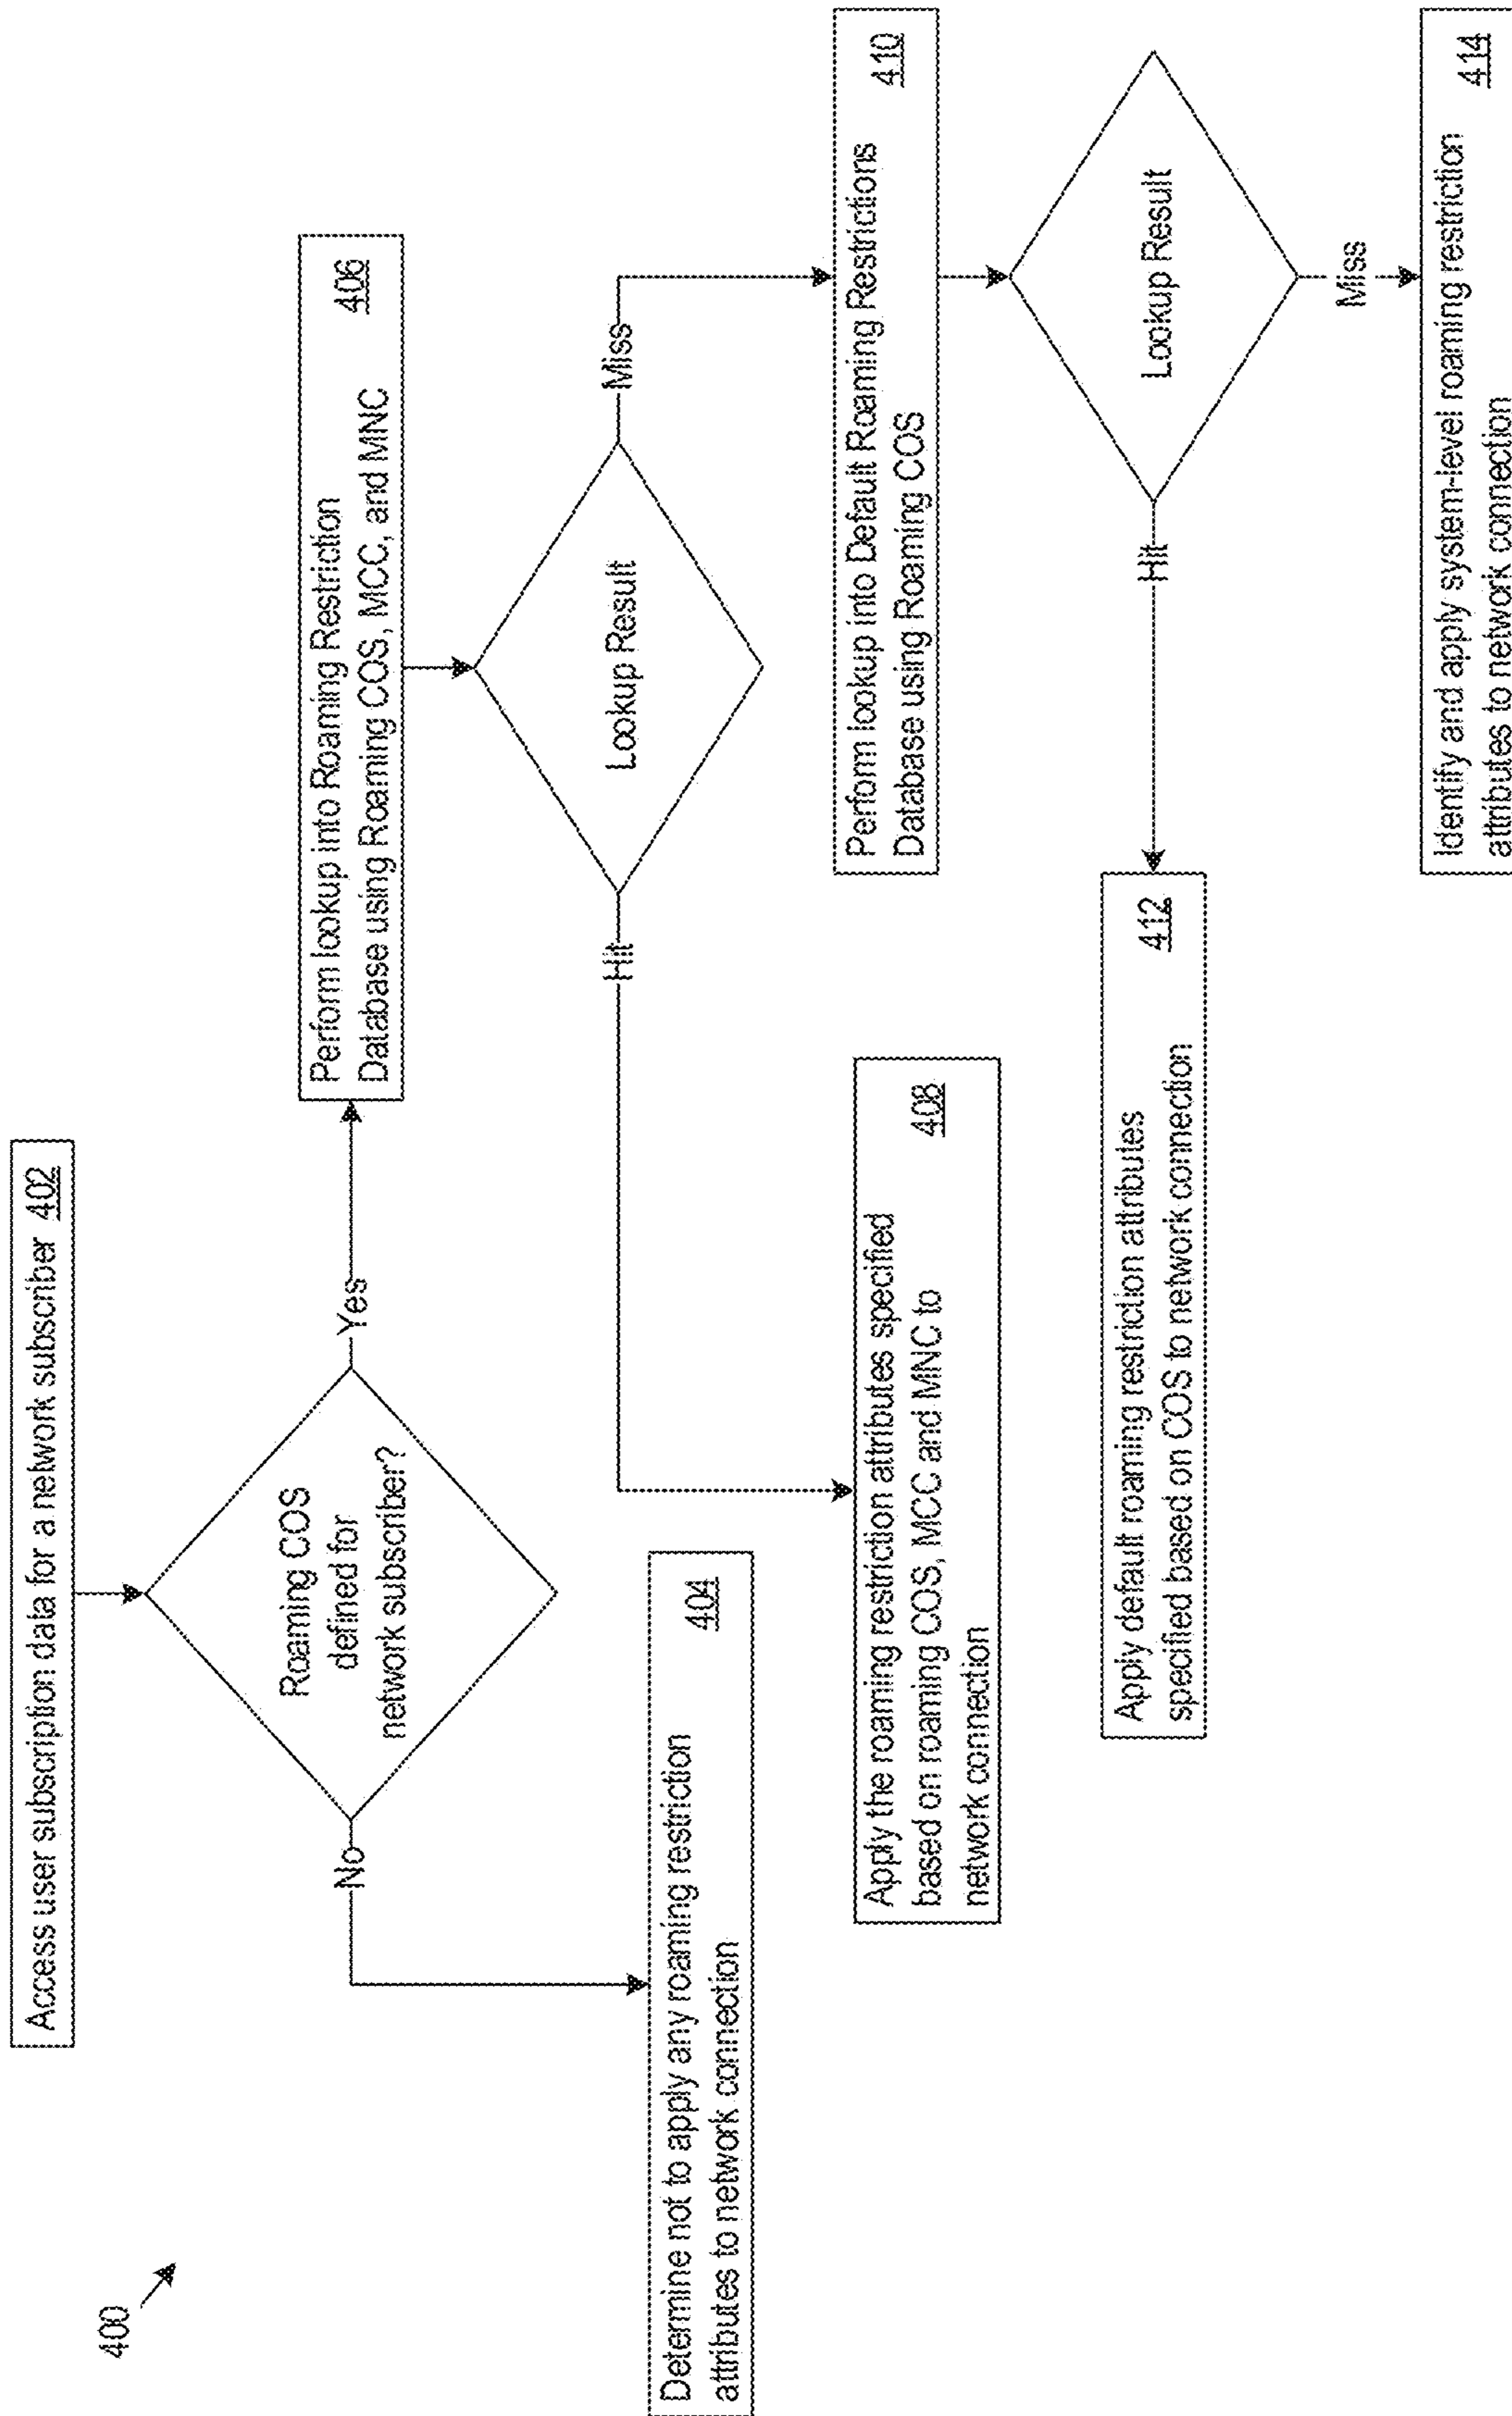 400
Access user subscription data for a network subscriber 402
Roaming COS
defined for
network subscriber?
No
Yes
Determine not to apply any roaming restriction
attributes to network connection
404
Perform lookup into Roaming Restriction
Database using Roaming COS, MCC, and MNC
406
Lookup Result
Hit
Miss
Apply the roaming restriction attributes specified
based on roaming COS, MCC and MNC to
network connection
408
Perform lookup into Default Roaming Restrictions
Database using Roaming COS
410
Lookup Result
Hit
Miss
Apply default roaming restriction attributes
specified based on COS to network connection
412
Identify and apply system-level roaming restriction
attributes to network connection
414